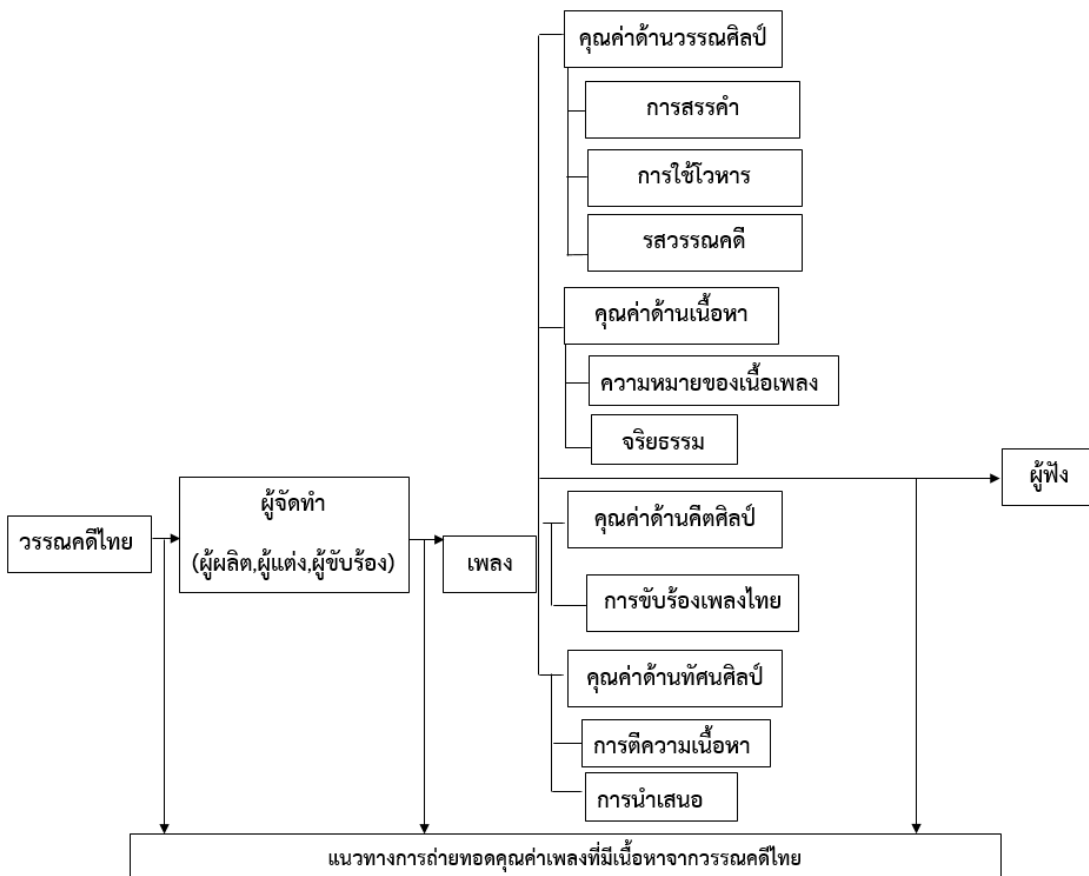 คุณค่าด้านวรรณศิลป์
การสรรคำ
การใช้โวหาร
รสวรรณคดี
คุณค่าด้านเนื้อหา
ความหมายของเนื้อเพลง
จริยธรรม
ผู้ฟัง
ผู้จัดทำ
(ผู้ผลิต,ผู้แต่ง,ผู้ขับร้อง)
วรรณคดีไทย
เพลง
คุณค่าด้านคีตศิลป์
การขับร้องเพลงไทย
คุณค่าด้านทัศนศิลป์
การตีความเนื้อหา
การนำเสนอ
แนวทางการถ่ายทอดคุณค่าเพลงที่มีเนื้อหาจากวรรณคดีไทย